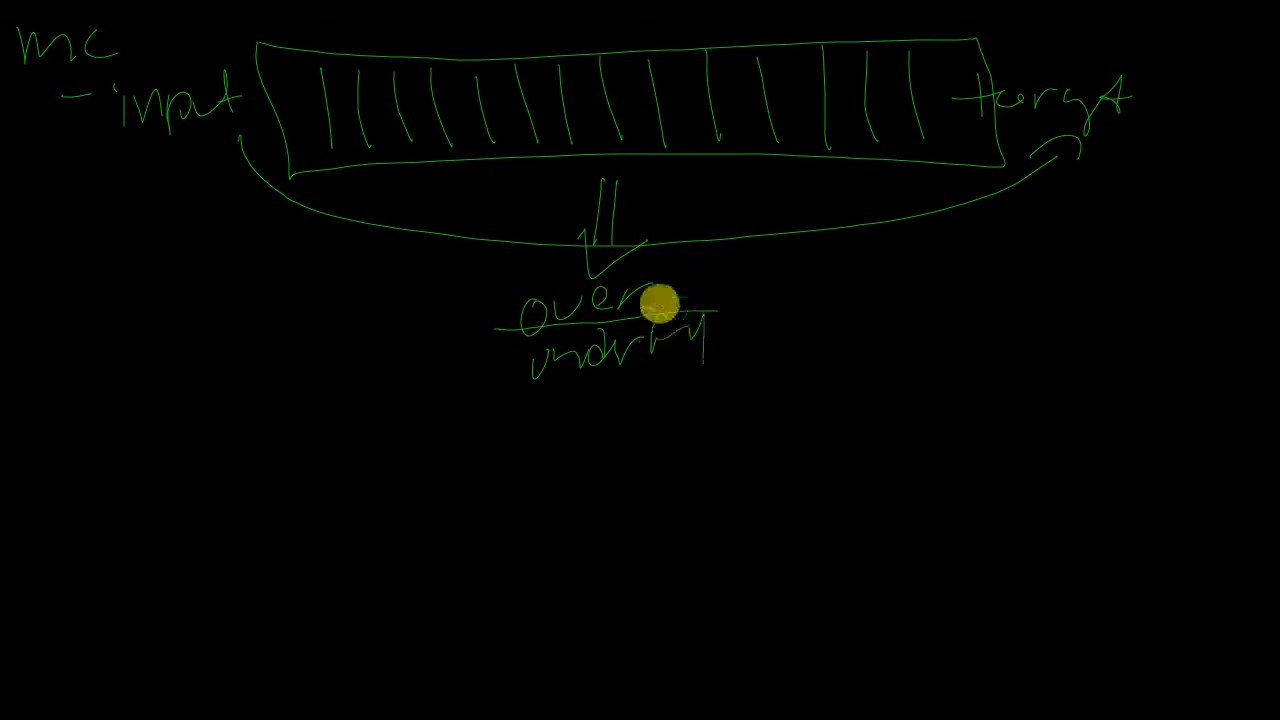 mc
- input
target
over
under